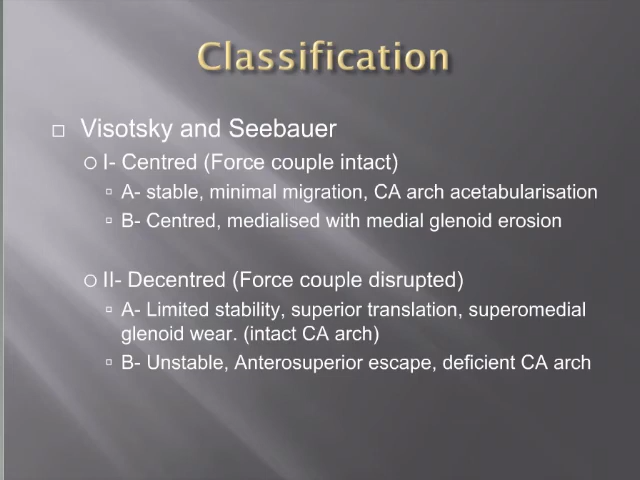 Classification
Visotsky and Seebauer
I- Centred (Force couple intact)
A- stable, minimal migration, CA arch acetabularisation
B- Centred, medialised with medial glenoid erosion
II- Decentred (Force couple disrupted)
A- Limited stability, superior translation, superomedial
glenoid wear. (intact CA arch)
B- Unstable, Anterosuperior escape, deficient CA arch